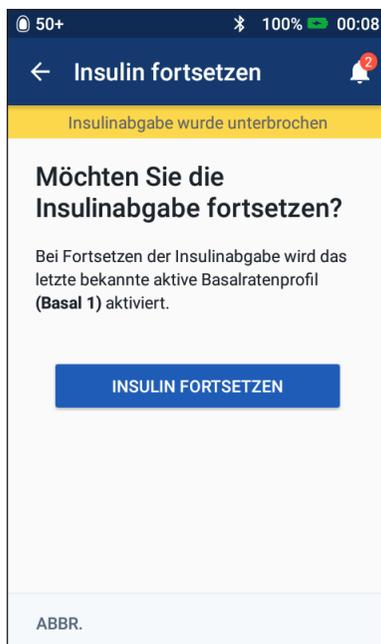 50+ 100% 00:08
Insulin fortsetzen 2
Insulinabgabe wurde unterbrochen
Möchten Sie die
Insulinabgabe fortsetzen?
Bei Fortsetzen der Insulinabgabe wird das
letzte bekannte aktive Basalratenprofil
(Basal 1) aktiviert.
INSULIN FORTSETZEN
ABBR.